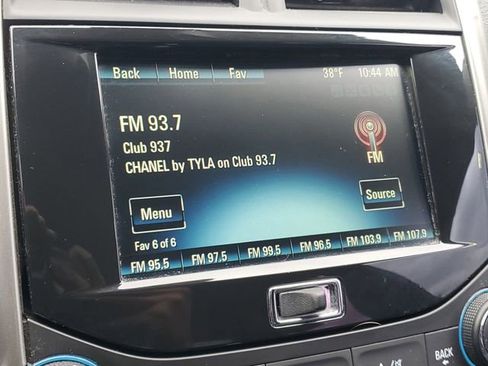 Back Home Fav 38°F 10:44 AM
FM 93.7
Club 937
CHANEL by TYLA on Club 93.7
FM
Menu
Source
Fav 6 of 6
FM 95.5 FM 97.5 FM 99.5 FM 96.5 FM 103.9 FM 107.9
BACK